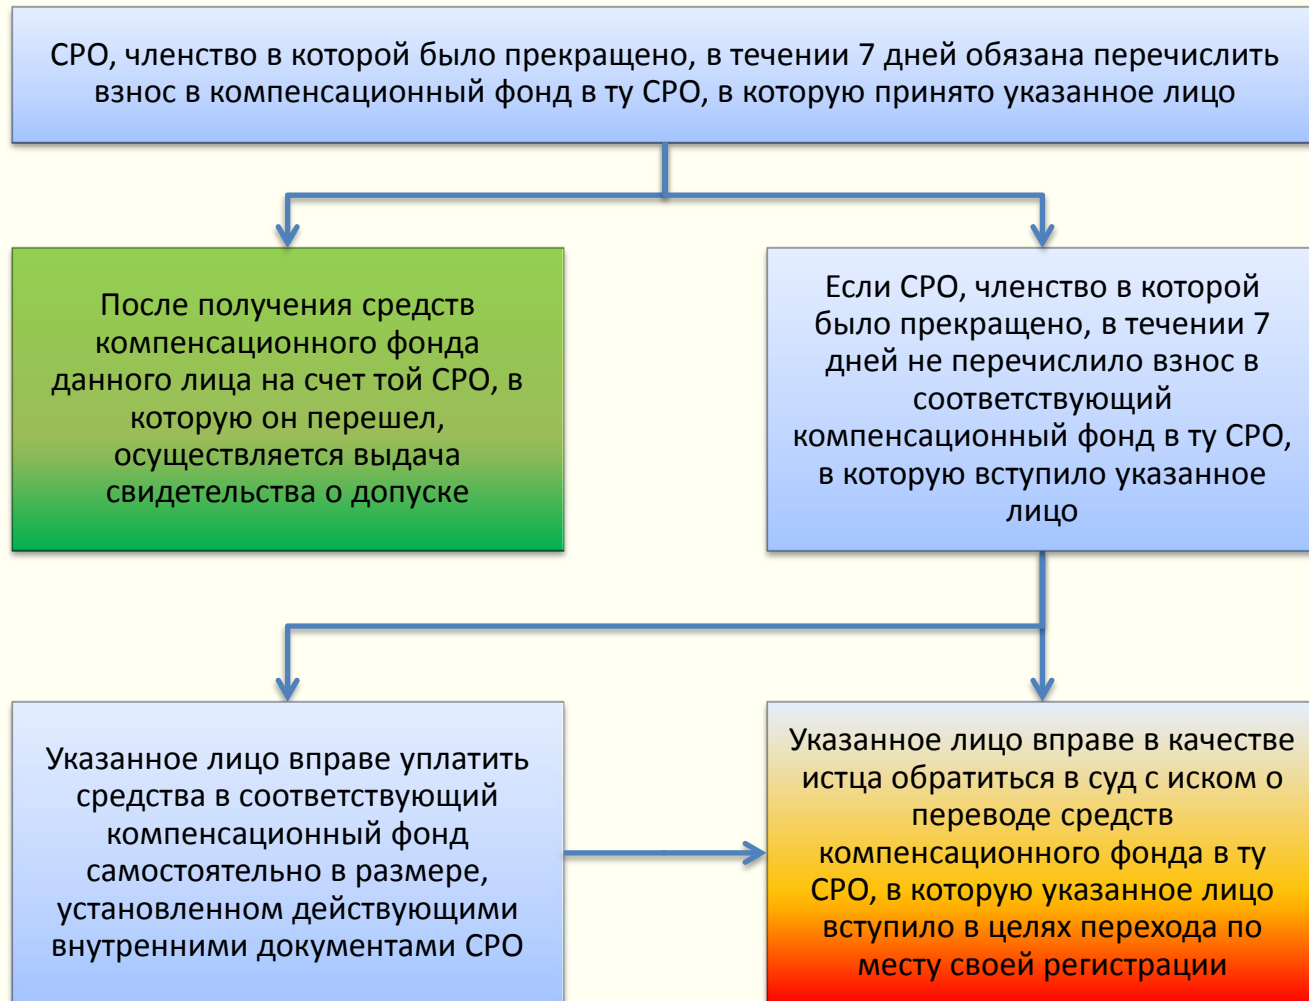 СРО, членство в которой было прекращено, в течении 7 дней обязана перечислить
взнос в компенсационный фонд в ту СРО, в которую принято указанное лицо
После получения средств
компенсационного фонда
данного лица на счет той СРО, в
которую он перешел,
осуществляется выдача
свидетельства о допуске
Если СРО, членство в которой
было прекращено, в течении 7
дней не перечислило взнос в
соответствующий
компенсационный фонд в ту СРО,
в которую вступило указанное
лицо
Указанное лицо вправе уплатить
средства в соответствующий
компенсационный фонд
самостоятельно в размере,
установленном действующими
внутренними документами СРО
Указанное лицо вправе в качестве
истца обратиться в суд с иском о
переводе средств
компенсационного фонда в ту
СРО, в которую указанное лицо
вступило в целях перехода по
месту своей регистрации